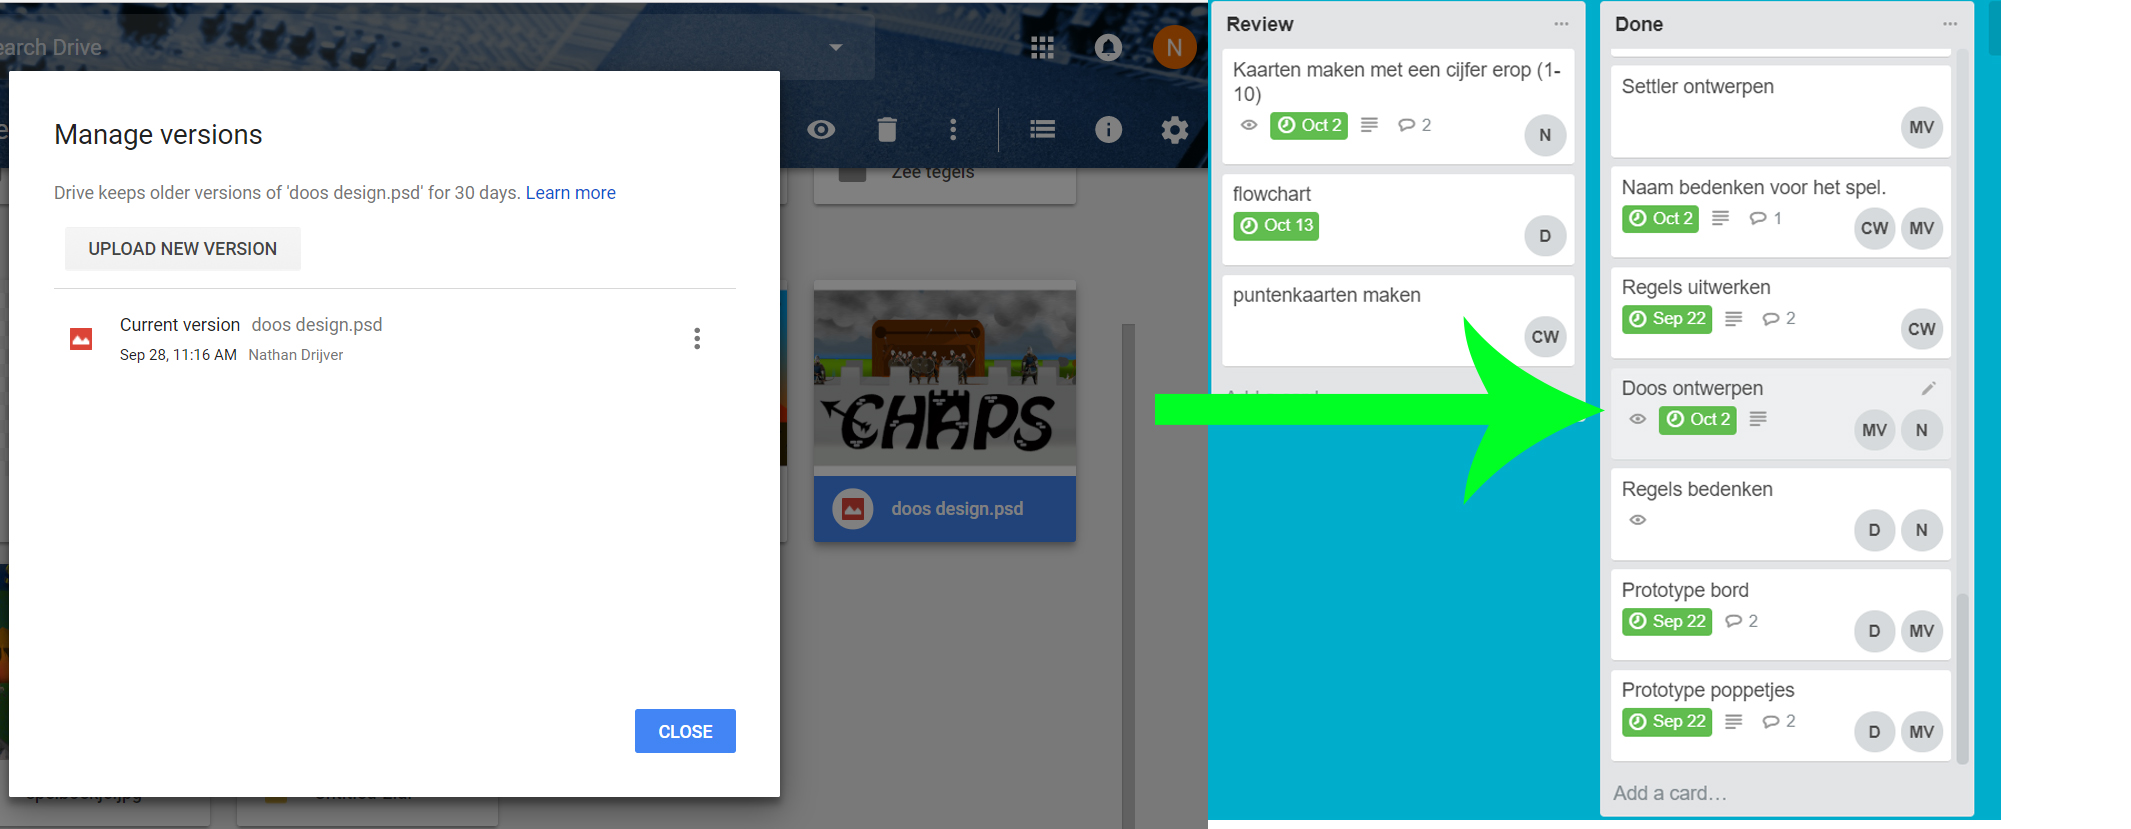 earch Drive
N
Manage versions
Drive keeps older versions of 'doos design.psd' for 30 days. Learn more
UPLOAD NEW VERSION
Current version doos design.psd
Sep 28, 11:16 AM Nathan Drijver
CLOSE
Zee tegels
CHAPS
doos design.psd
Review
Kaarten maken met een cijfer erop (1-
10)
Oct 2
2
N
flowchart
Oct 13
D
puntenkaarten maken
CW
Done
Settler ontwerpen
MV
Naam bedenken voor het spel.
Oct 2
1
CW MV
Regels uitwerken
Sep 22
2
CW
Doos ontwerpen
Oct 2
MV N
Regels bedenken
D N
Prototype bord
Sep 22
2
D MV
Prototype poppetjes
Sep 22
2
D MV
Add a card…